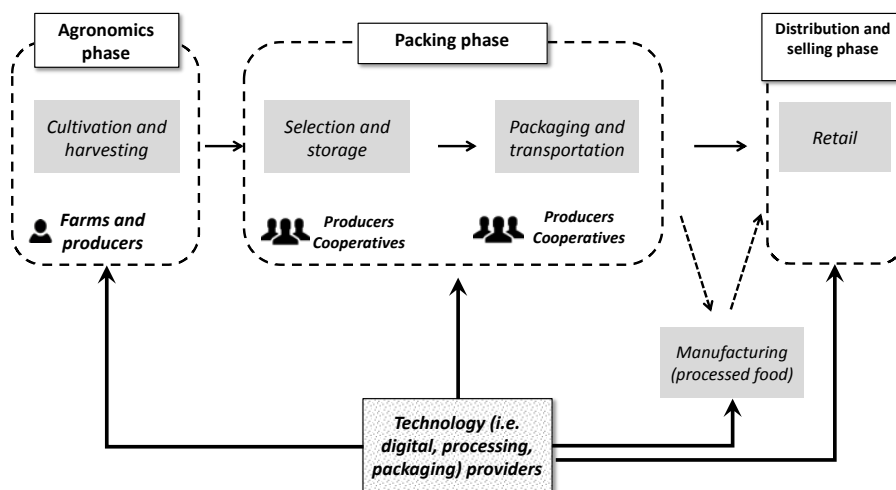 Agronomics
phase
Packing phase
Distribution and
selling phase
Cultivation and
harvesting
Selection and
storage
Packaging and
transportation
Retail
Farms and
producers
Producers
Cooperatives
Producers
Cooperatives
Manufacturing
(processed food)
Technology (i.e.
digital, processing,
packaging) providers